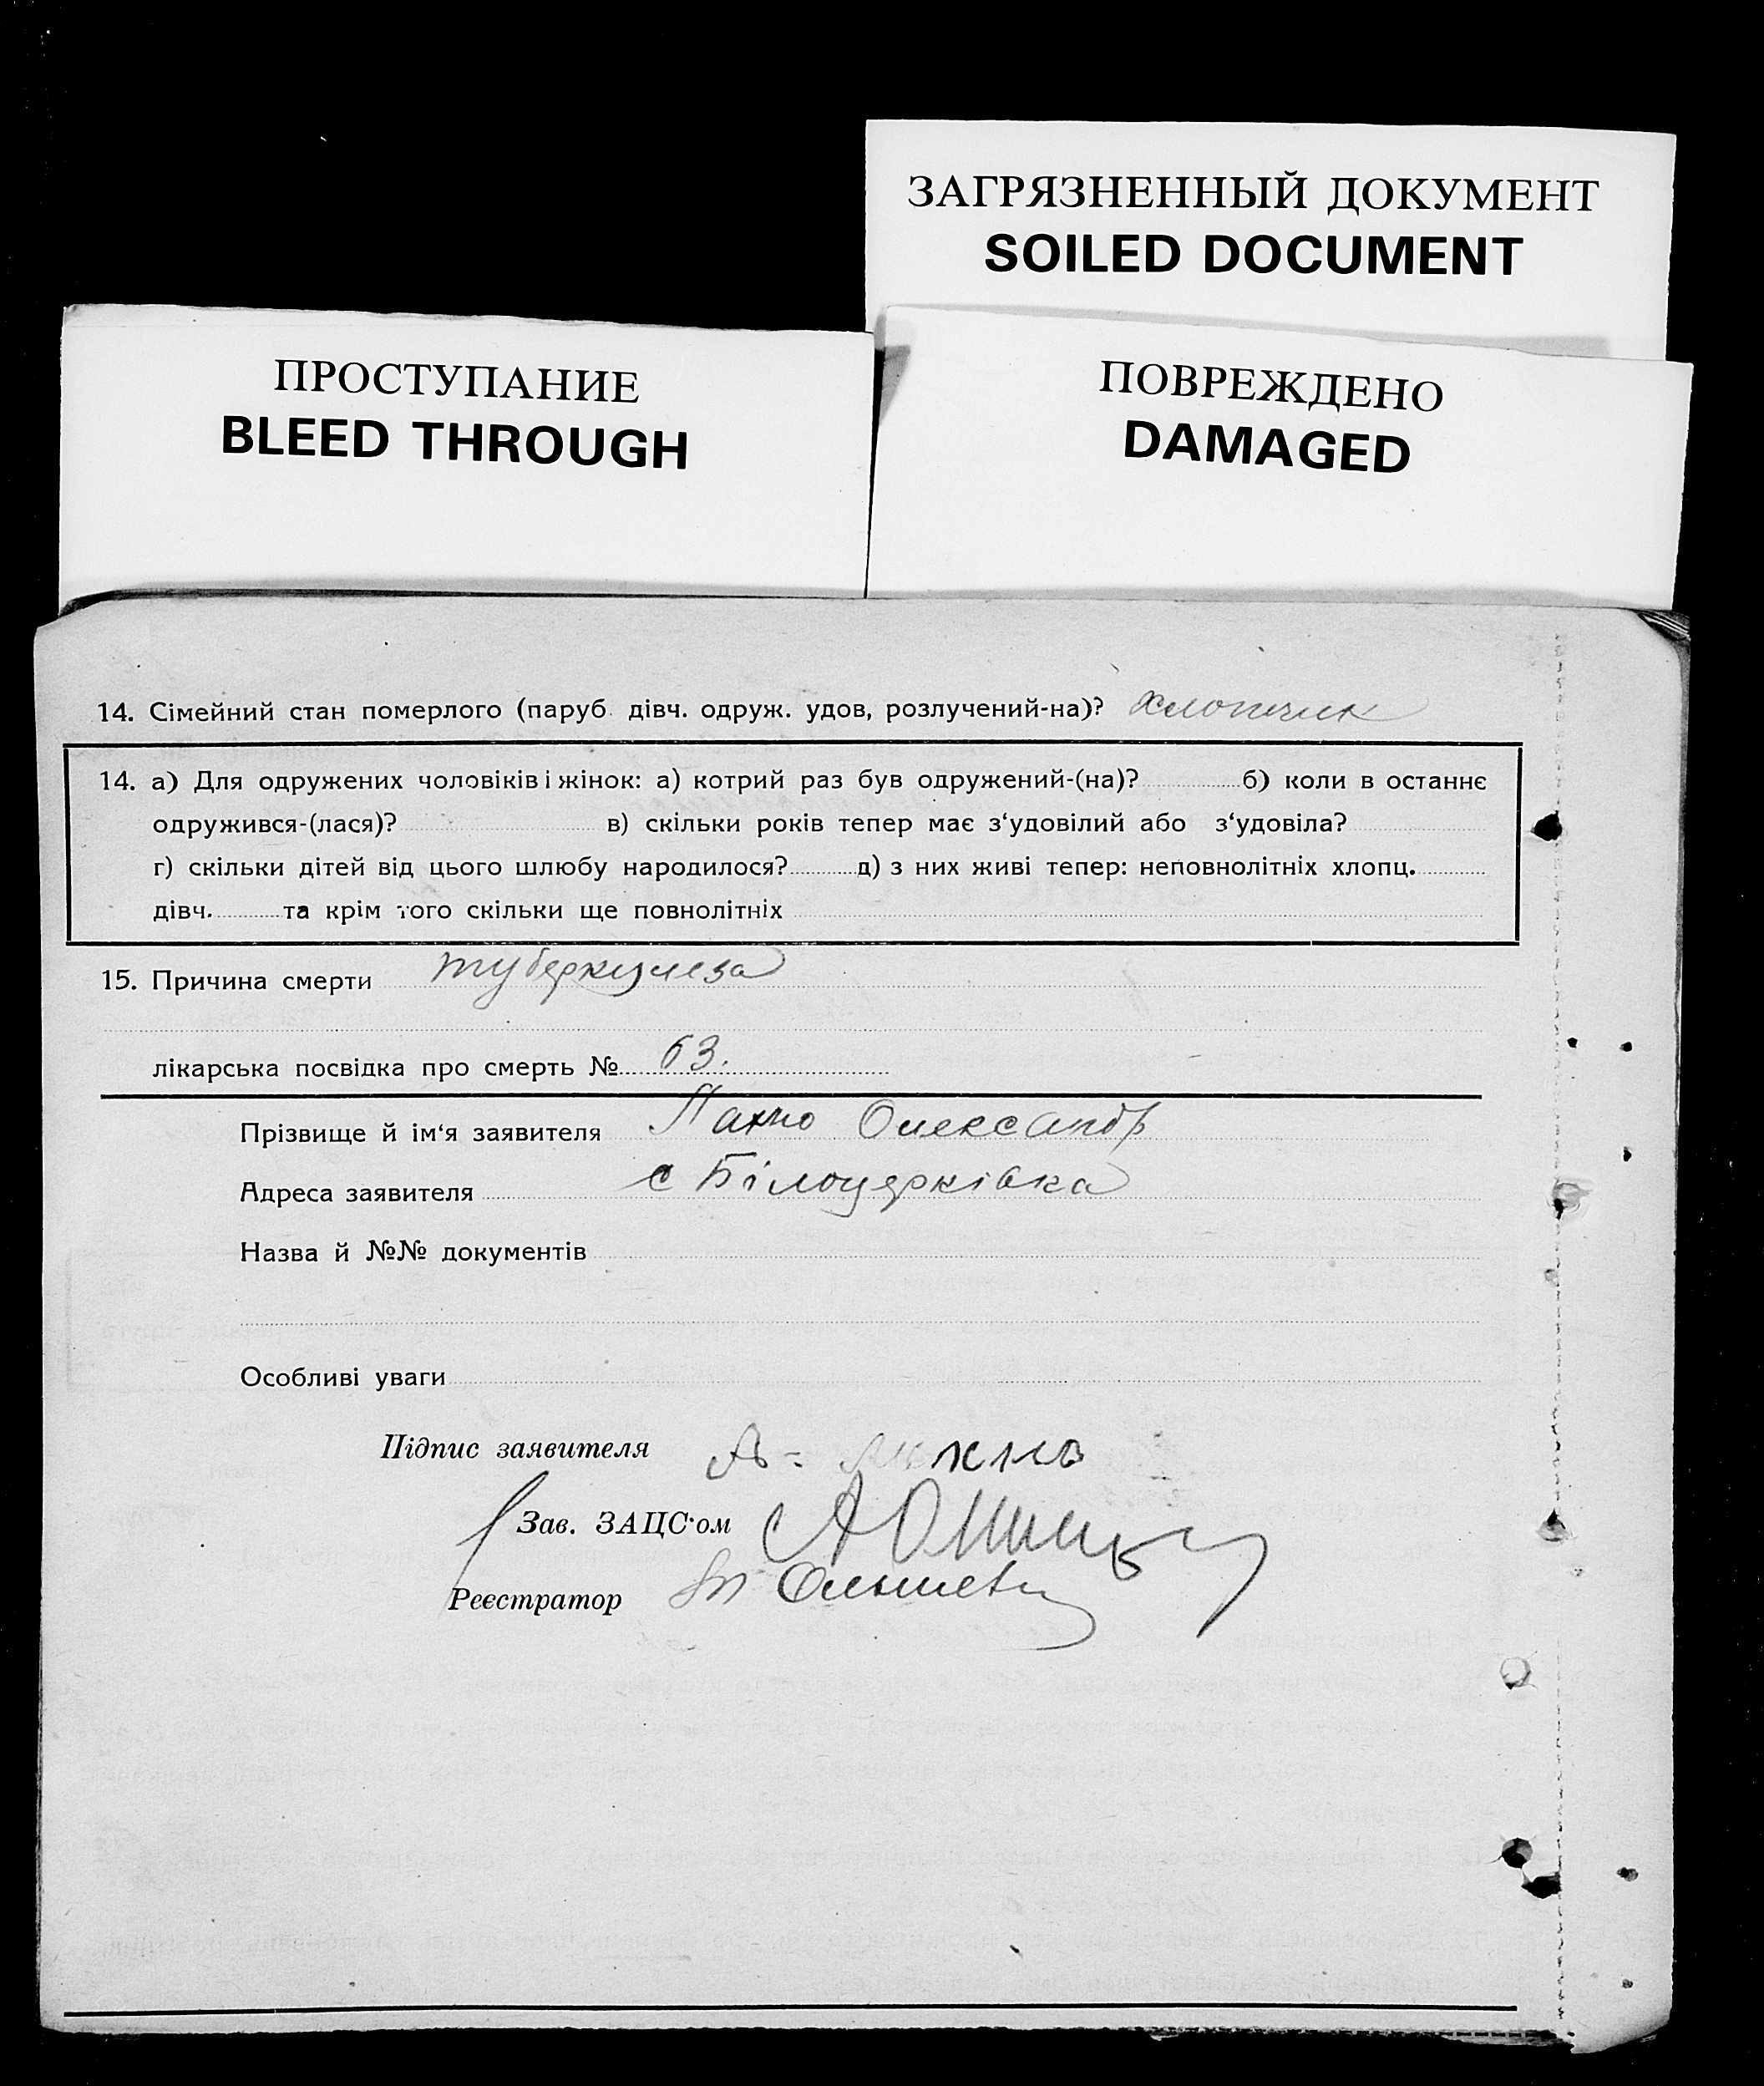 ЗАГРЯЗНЕННЫЙ ДОКУМЕНТ
SOILED DOCUMENT
ПРОСТУПАНИЕ
BLEED THROUGH
ПОВРЕЖДЕНО
DAMAGED
14. Сімейний стан померлого (паруб. дівч. одруж. удов, розлучений-на)? хлопчик
14. а) Для одружених чоловіків і жінок: а) котрий раз був одружений-(на)? б) коли в останнє
одружився-(лася)? в) скільки років тепер має з‘удовілий або з‘удовіла?
г) скільки дітей від цього шлюбу народилося? д) з них живі тепер: неповнолітніх хлопц.
дівч. та крім того скільки ще повнолітніх
15. Причина смерти туберкулеза
лікарська посвідка про смерть № 63.
Прізвище й ім‘я заявителя Олександр
Адреса заявителя с Білоцерківка
Назва й №№ документів
Особливі уваги
Підпис заявителя
Зав. ЗАЦС‘ом
Реєстратор